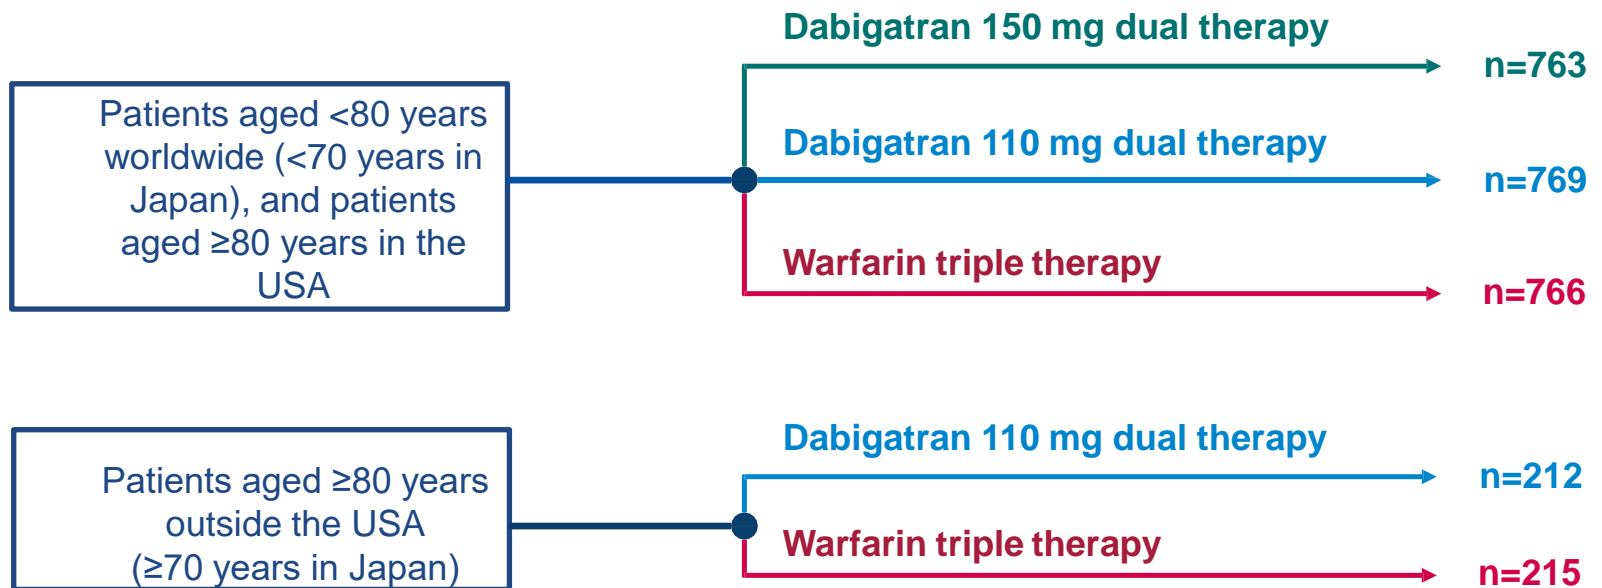 Dabigatran 150 mg dual therapy
n=763
Patients aged <80 years
worldwide (<70 years in
Japan), and patients
aged ≥80 years in the
USA
Dabigatran 110 mg dual therapy
n=769
Warfarin triple therapy
n=766
Patients aged ≥80 years
outside the USA
(≥70 years in Japan)
Dabigatran 110 mg dual therapy
n=212
Warfarin triple therapy
n=215